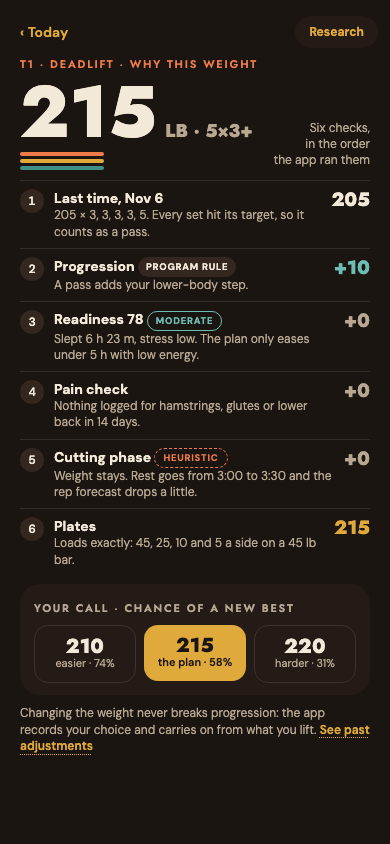 ‹ Today
Research
T1 · DEADLIFT · WHY THIS WEIGHT
215 LB · 5×3+
Six checks,
in the order
the app ran them
1
Last time, Nov 6
205
205 × 3, 3, 3, 3, 5. Every set hit its target, so it
counts as a pass.
2
Progression PROGRAM RULE
+10
A pass adds your lower-body step.
3
Readiness 78 MODERATE
+0
Slept 6 h 23 m, stress low. The plan only eases
under 5 h with low energy.
4
Pain check
+0
Nothing logged for hamstrings, glutes or lower
back in 14 days.
5
Cutting phase HEURISTIC
+0
Weight stays. Rest goes from 3:00 to 3:30 and the
rep forecast drops a little.
6
Plates
215
Loads exactly: 45, 25, 10 and 5 a side on a 45 lb
bar.
YOUR CALL · CHANCE OF A NEW BEST
210
easier · 74%
215
the plan · 58%
220
harder · 31%
Changing the weight never breaks progression: the app
records your choice and carries on from what you lift. See past
adjustments